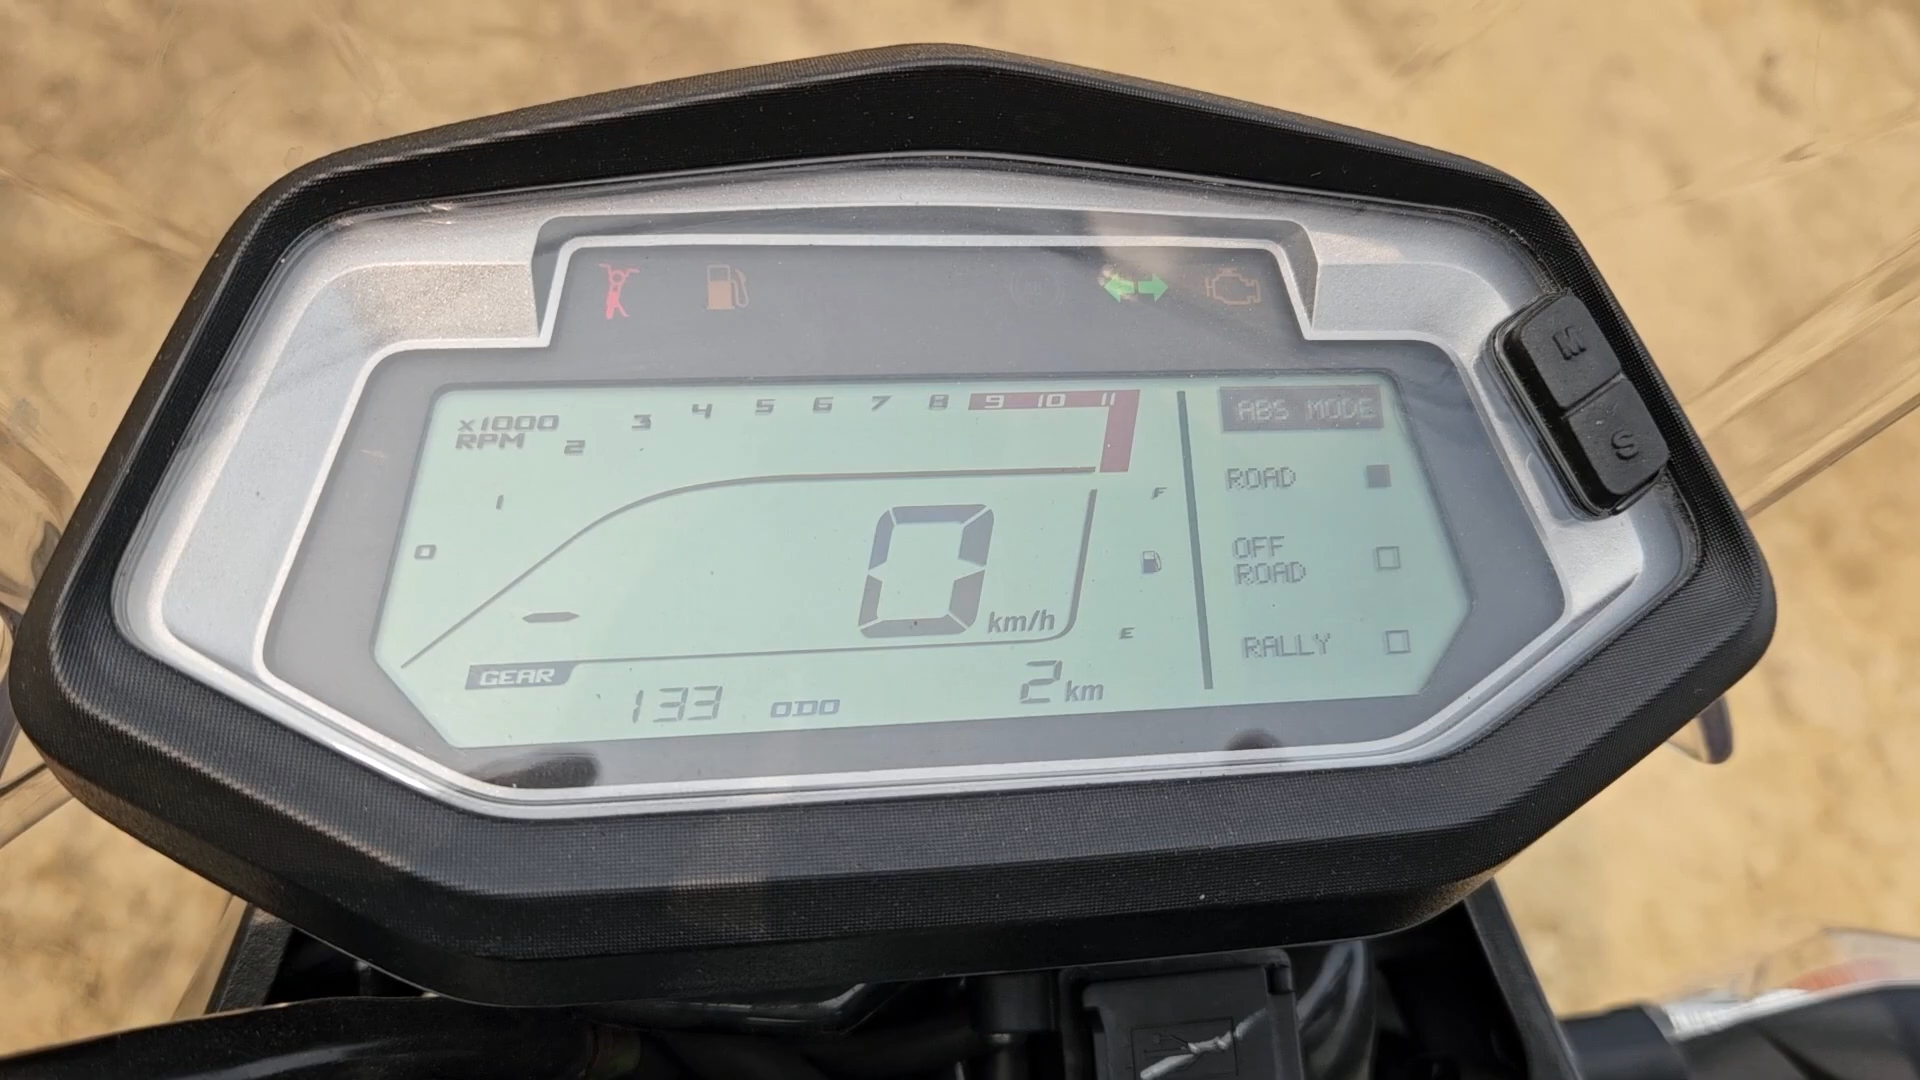 M
S
x1000
RPM
0 1 2 3 4 5 6 7 8 9 10 11
ABS MODE
ROAD
OFF
ROAD
RALLY
F
E
0 km/h
GEAR
133 ODO 2 km